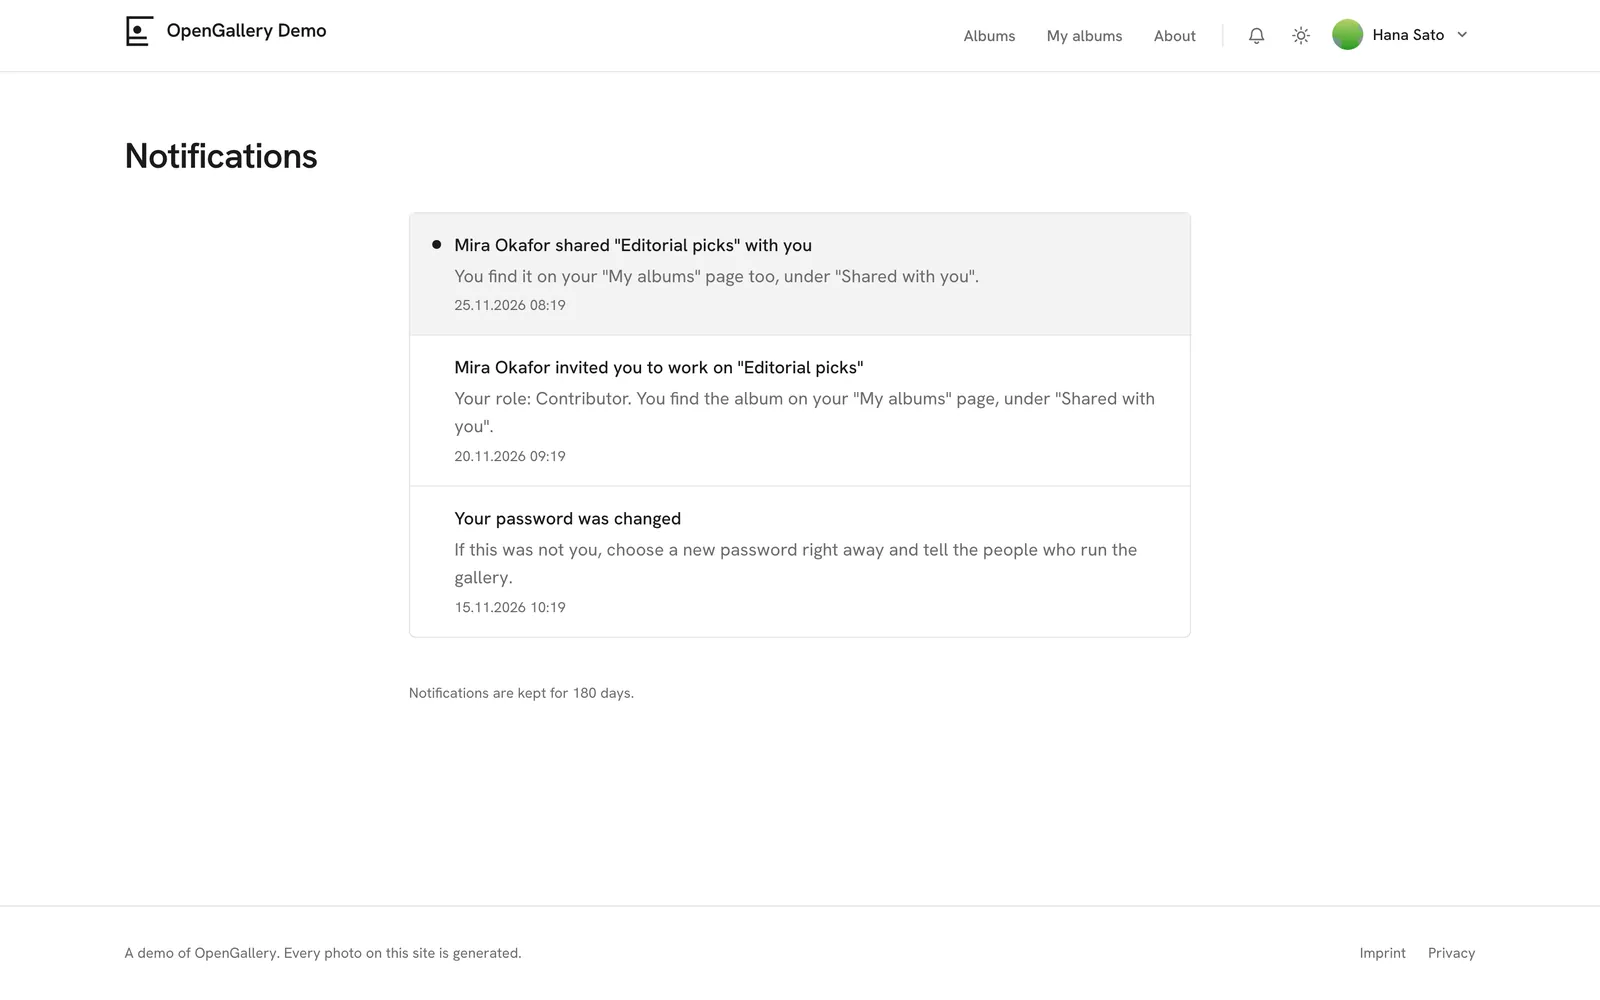 OpenGallery Demo
Albums
My albums
About
Hana Sato
Notifications
Mira Okafor shared "Editorial picks" with you
You find it on your "My albums" page too, under "Shared with you".
25.11.2026 08:19
Mira Okafor invited you to work on "Editorial picks"
Your role: Contributor. You find the album on your "My albums" page, under "Shared with
you".
20.11.2026 09:19
Your password was changed
If this was not you, choose a new password right away and tell the people who run the
gallery.
15.11.2026 10:19
Notifications are kept for 180 days.
A demo of OpenGallery. Every photo on this site is generated.
Imprint
Privacy